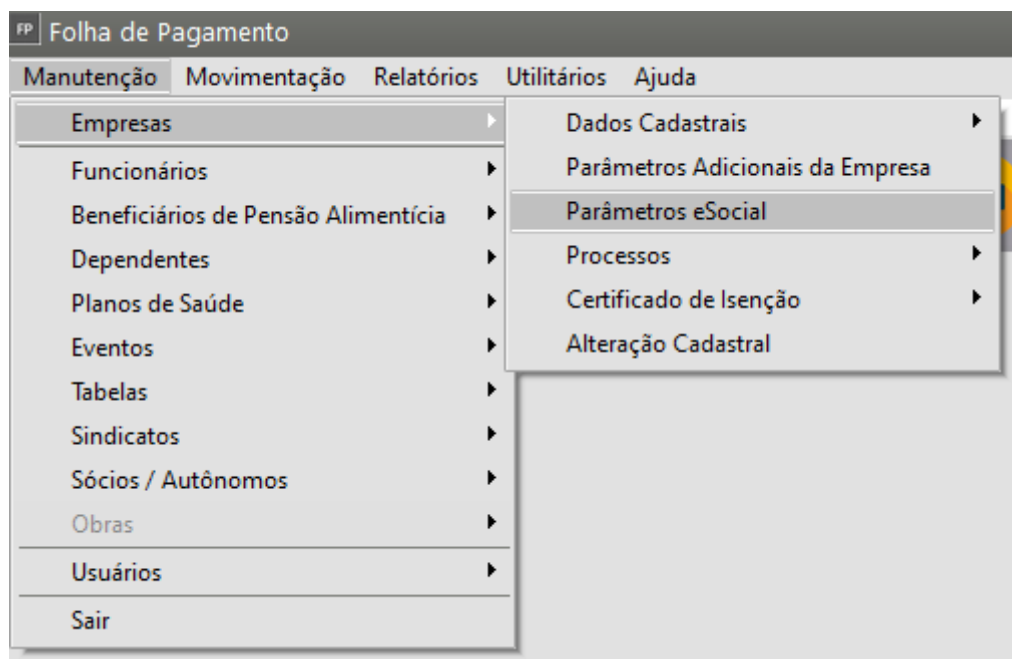 FP Folha de Pagamento
Manutenção Movimentação Relatórios Utilitários Ajuda
Empresas
Funcionários
Beneficiários de Pensão Alimentícia
Dependentes
Planos de Saúde
Eventos
Tabelas
Sindicatos
Sócios / Autônomos
Obras
Usuários
Sair
Dados Cadastrais
Parâmetros Adicionais da Empresa
Parâmetros eSocial
Processos
Certificado de Isenção
Alteração Cadastral